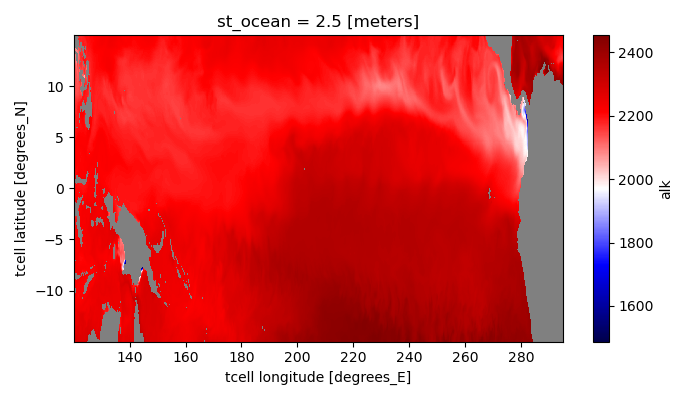 st_ocean = 2.5 [meters]
tcell latitude [degrees_N]
10
5
0
−5
−10
140 160 180 200 220 240 260 280
tcell longitude [degrees_E]
2400
2200
2000
1800
1600
alk